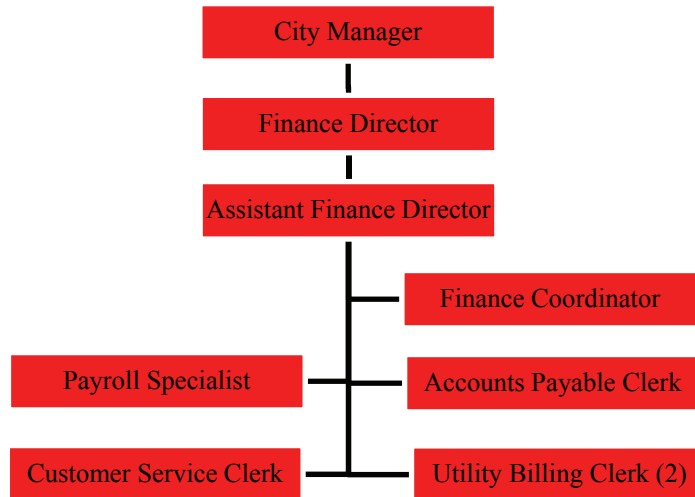 City Manager
Finance Director
Assistant Finance Director
Finance Coordinator
Payroll Specialist
Accounts Payable Clerk
Customer Service Clerk
Utility Billing Clerk (2)